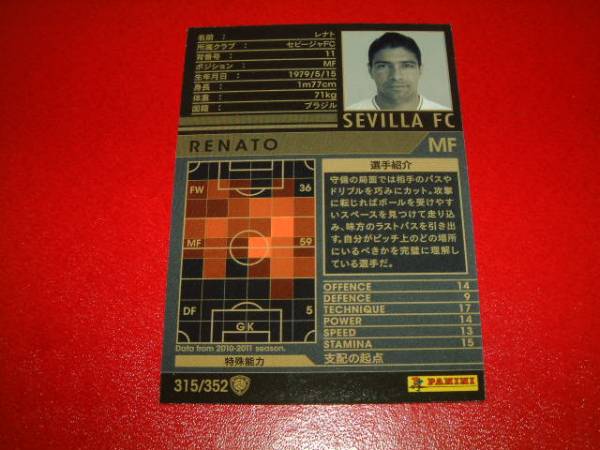 名前 : レナト
所属クラブ : セビージャFC
背番号 : 11
ポジション : MF
生年月日 : 1979/5/15
身長 : 1m77cm
体重 : 71kg
国籍 : ブラジル
SEVILLA FC
RENATO MF
FW 36
MF 59
DF 5
GK
Data from 2010-2011 season.
選手紹介
守備の局面では相手のパスや
ドリブルを巧みにカット。攻撃
に転じればボールを受けやす
いスペースを見つけて走り込
み、味方のラストパスを引き出
す。自分がピッチ上のどの場所
にいるべきかを完璧に理解し
ている選手だ。
OFFENCE 14
DEFENCE 9
TECHNIQUE 17
POWER 14
SPEED 13
STAMINA 15
特殊能力 支配の起点
315/352
PANINI